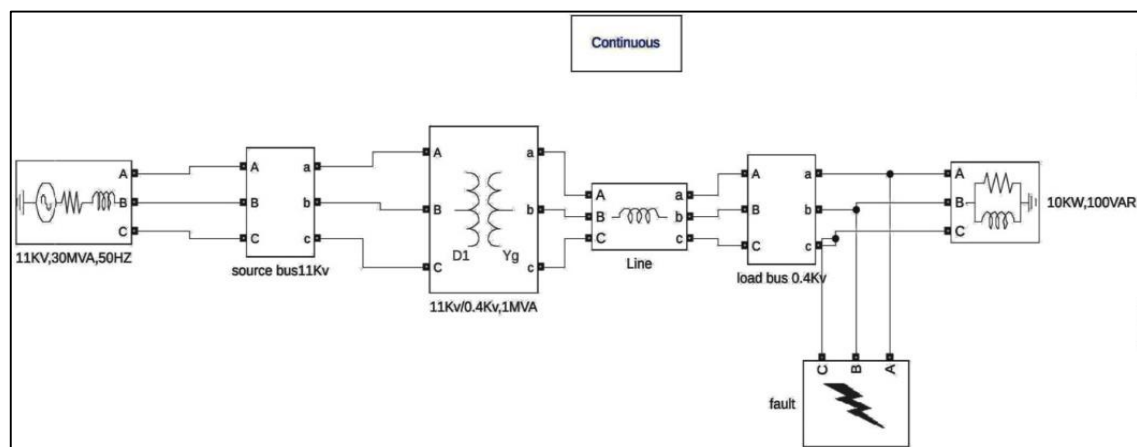 Continuous
A
B
C
11KV,30MVA,50HZ
A
B
C
a
b
c
source bus11Kv
A
B
C
a
b
c
D1
Yg
11Kv/0.4Kv,1MVA
A
B
C
a
b
c
Line
A
B
C
a
b
c
load bus 0.4Kv
A
B
C
10KW,100VAR
C
B
A
fault